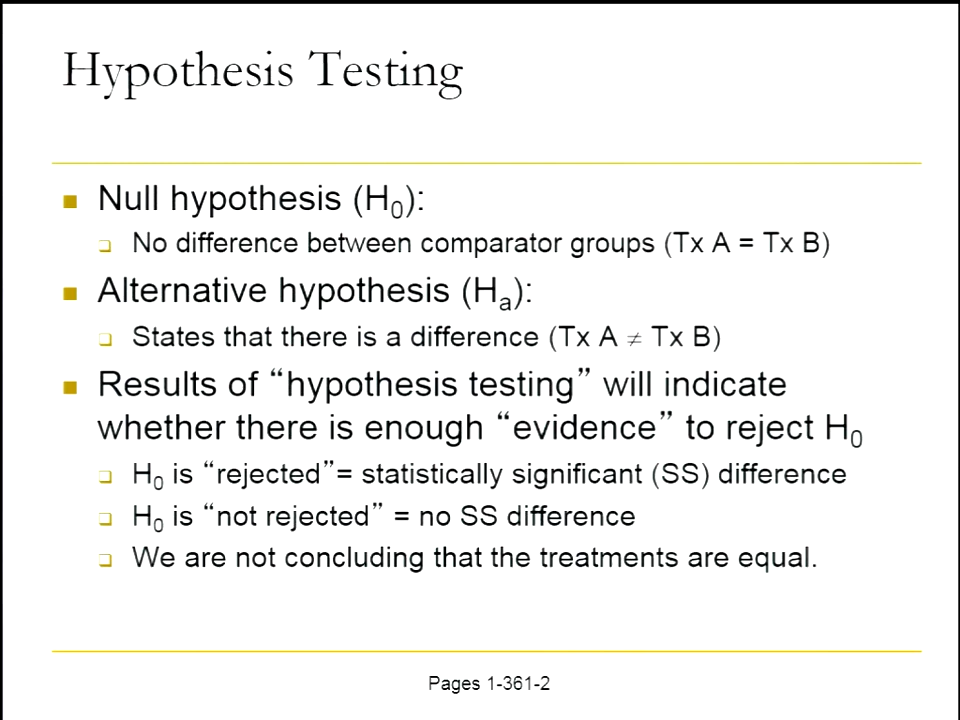 Hypothesis Testing
Null hypothesis (H₀):
No difference between comparator groups (Tx A = Tx B)
Alternative hypothesis (Hₐ):
States that there is a difference (Tx A ≠ Tx B)
Results of “hypothesis testing” will indicate
whether there is enough “evidence” to reject H₀
H₀ is “rejected”= statistically significant (SS) difference
H₀ is “not rejected” = no SS difference
We are not concluding that the treatments are equal.
Pages 1-361-2